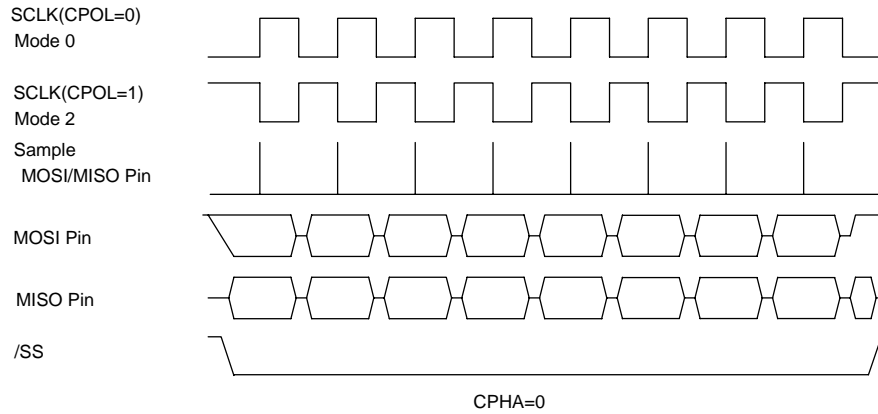 SCLK(CPOL=0)
Mode 0
SCLK(CPOL=1)
Mode 2
Sample
MOSI/MISO Pin
MOSI Pin
MISO Pin
/SS
CPHA=0